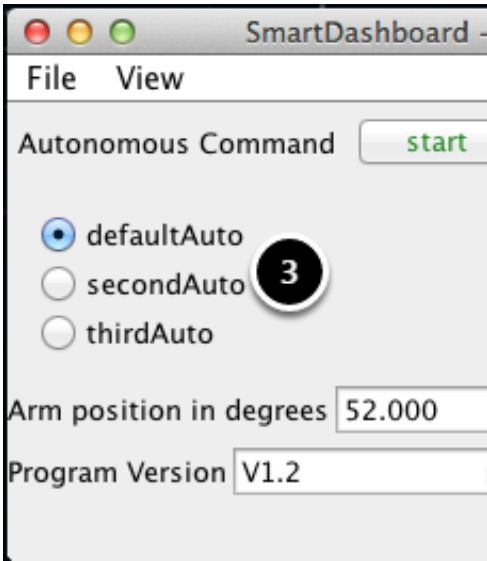 SmartDashboard -
File View
Autonomous Command start
defaultAuto
secondAuto 3
thirdAuto
Arm position in degrees 52.000
Program Version V1.2